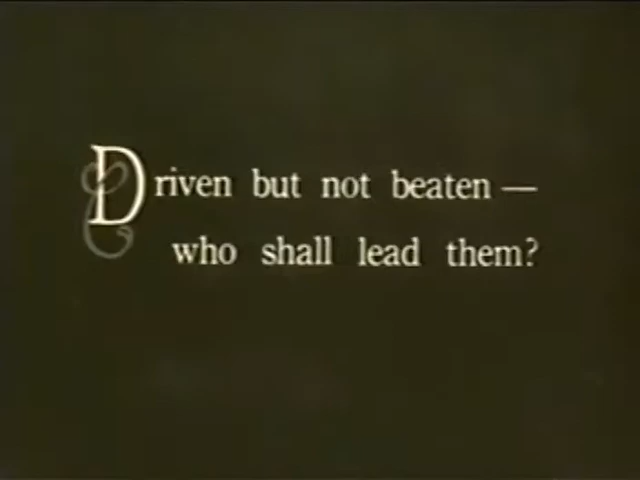 Driven but not beaten —
who shall lead them?